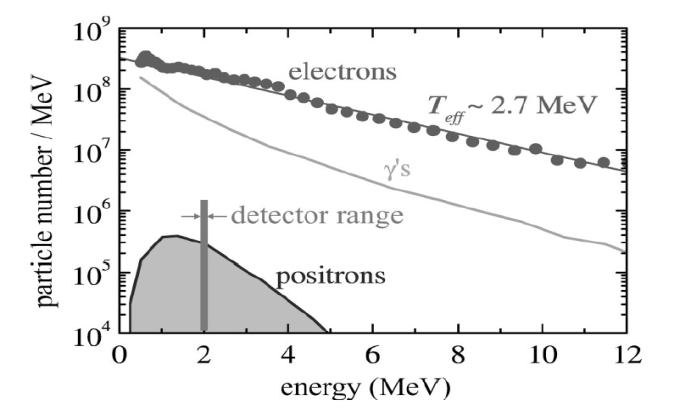 10⁹
10⁸
10⁷
10⁶
10⁵
10⁴
particle number / MeV
electrons
T_eff ~ 2.7 MeV
γ's
detector range
positrons
0 2 4 6 8 10 12
energy (MeV)